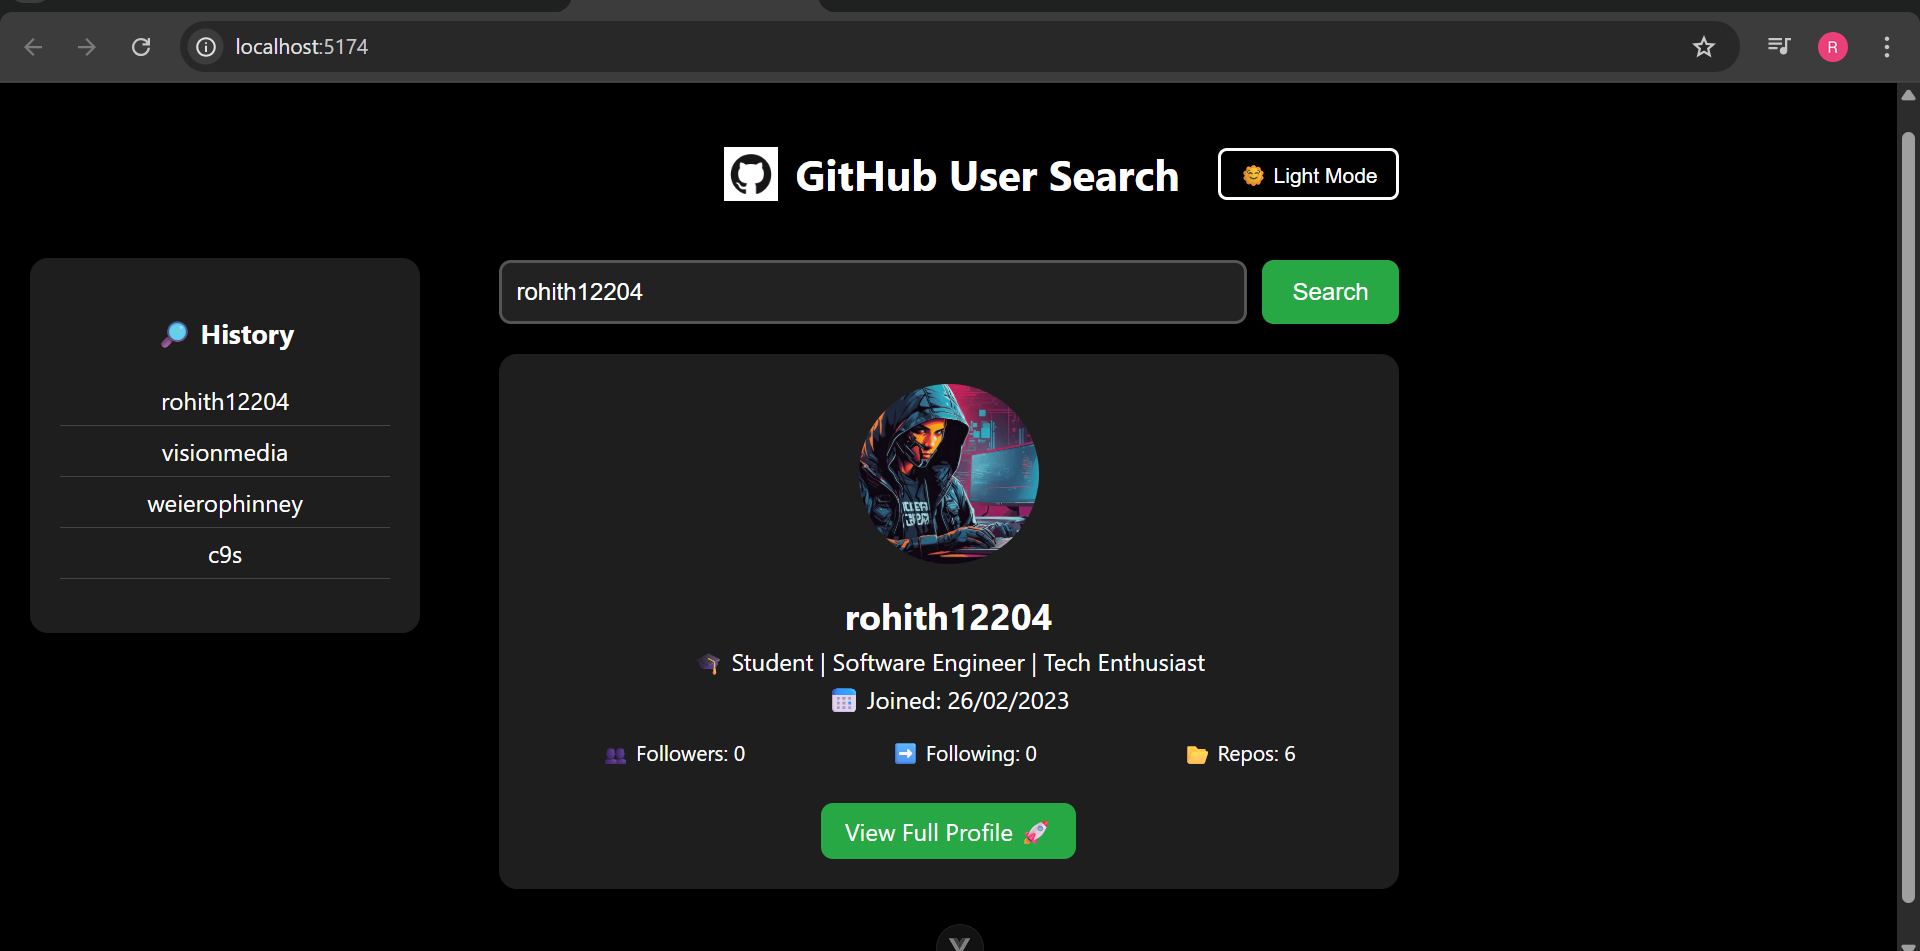 localhost:5174
R
GitHub User Search
Light Mode
rohith12204
Search
History
rohith12204
visionmedia
weierophinney
c9s
rohith12204
Student | Software Engineer | Tech Enthusiast
Joined: 26/02/2023
Followers: 0
Following: 0
Repos: 6
View Full Profile